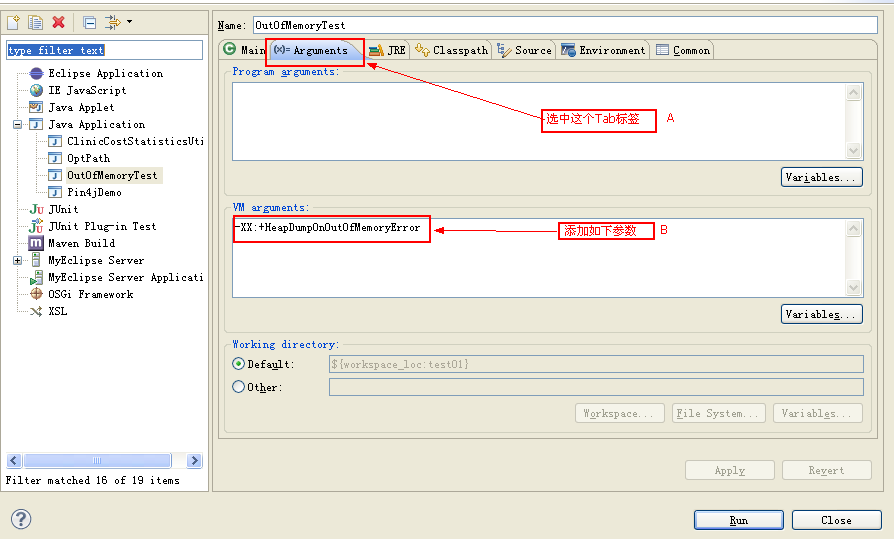 Name: OutOfMemoryTest
type filter text
Eclipse Application
IE JavaScript
Java Applet
Java Application
ClinicCostStatisticsUti
OptPath
OutOfMemoryTest
Pin4jDemo
JUnit
JUnit Plug-in Test
Maven Build
MyEclipse Server
MyEclipse Server Applicati
OSGi Framework
XSL
Filter matched 16 of 19 items
Main (x)= Arguments JRE Classpath Source Environment Common
Program arguments:
选中这个Tab标签 A
Variables...
VM arguments:
-XX:+HeapDumpOnOutOfMemoryError
添加如下参数 B
Variables...
Working directory:
Default: ${workspace_loc:test01}
Other:
Workspace... File System... Variables...
Apply Revert
Run Close